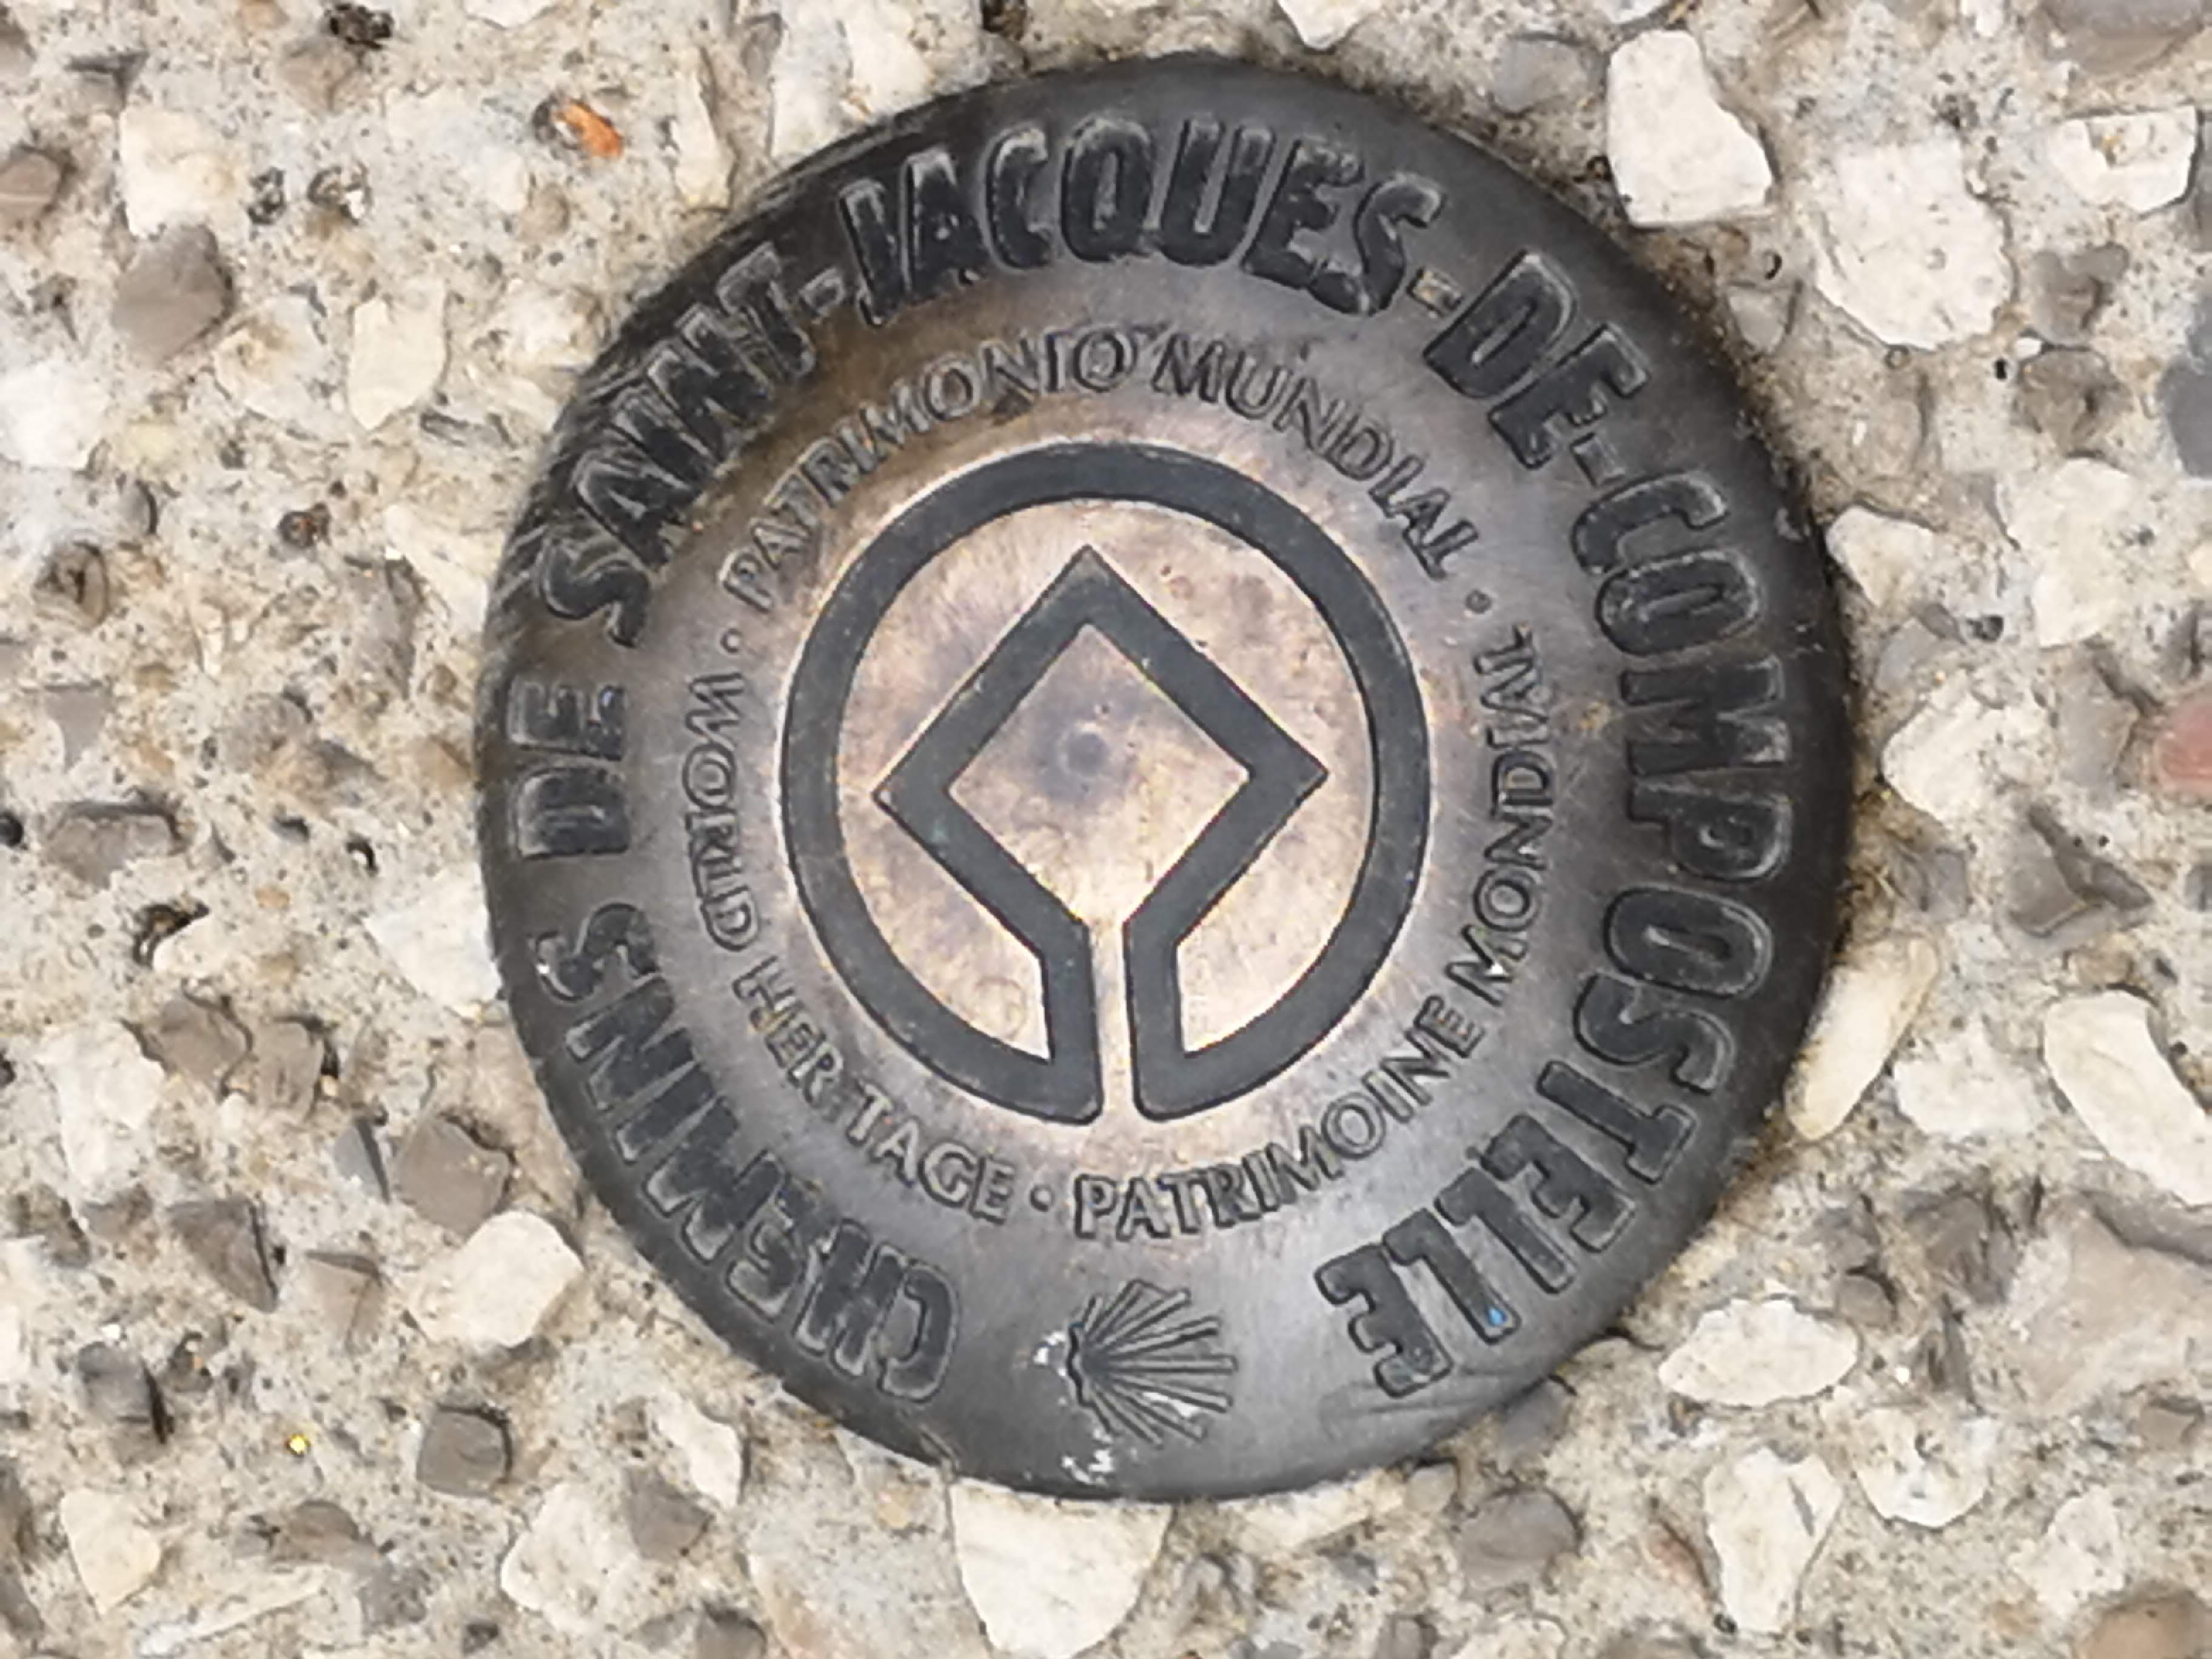 CHEMINS DE SAINT-JACQUES-DE-COMPOSTELLE
WORLD HERITAGE • PATRIMONIO MUNDIAL • PATRIMOINE MONDIAL